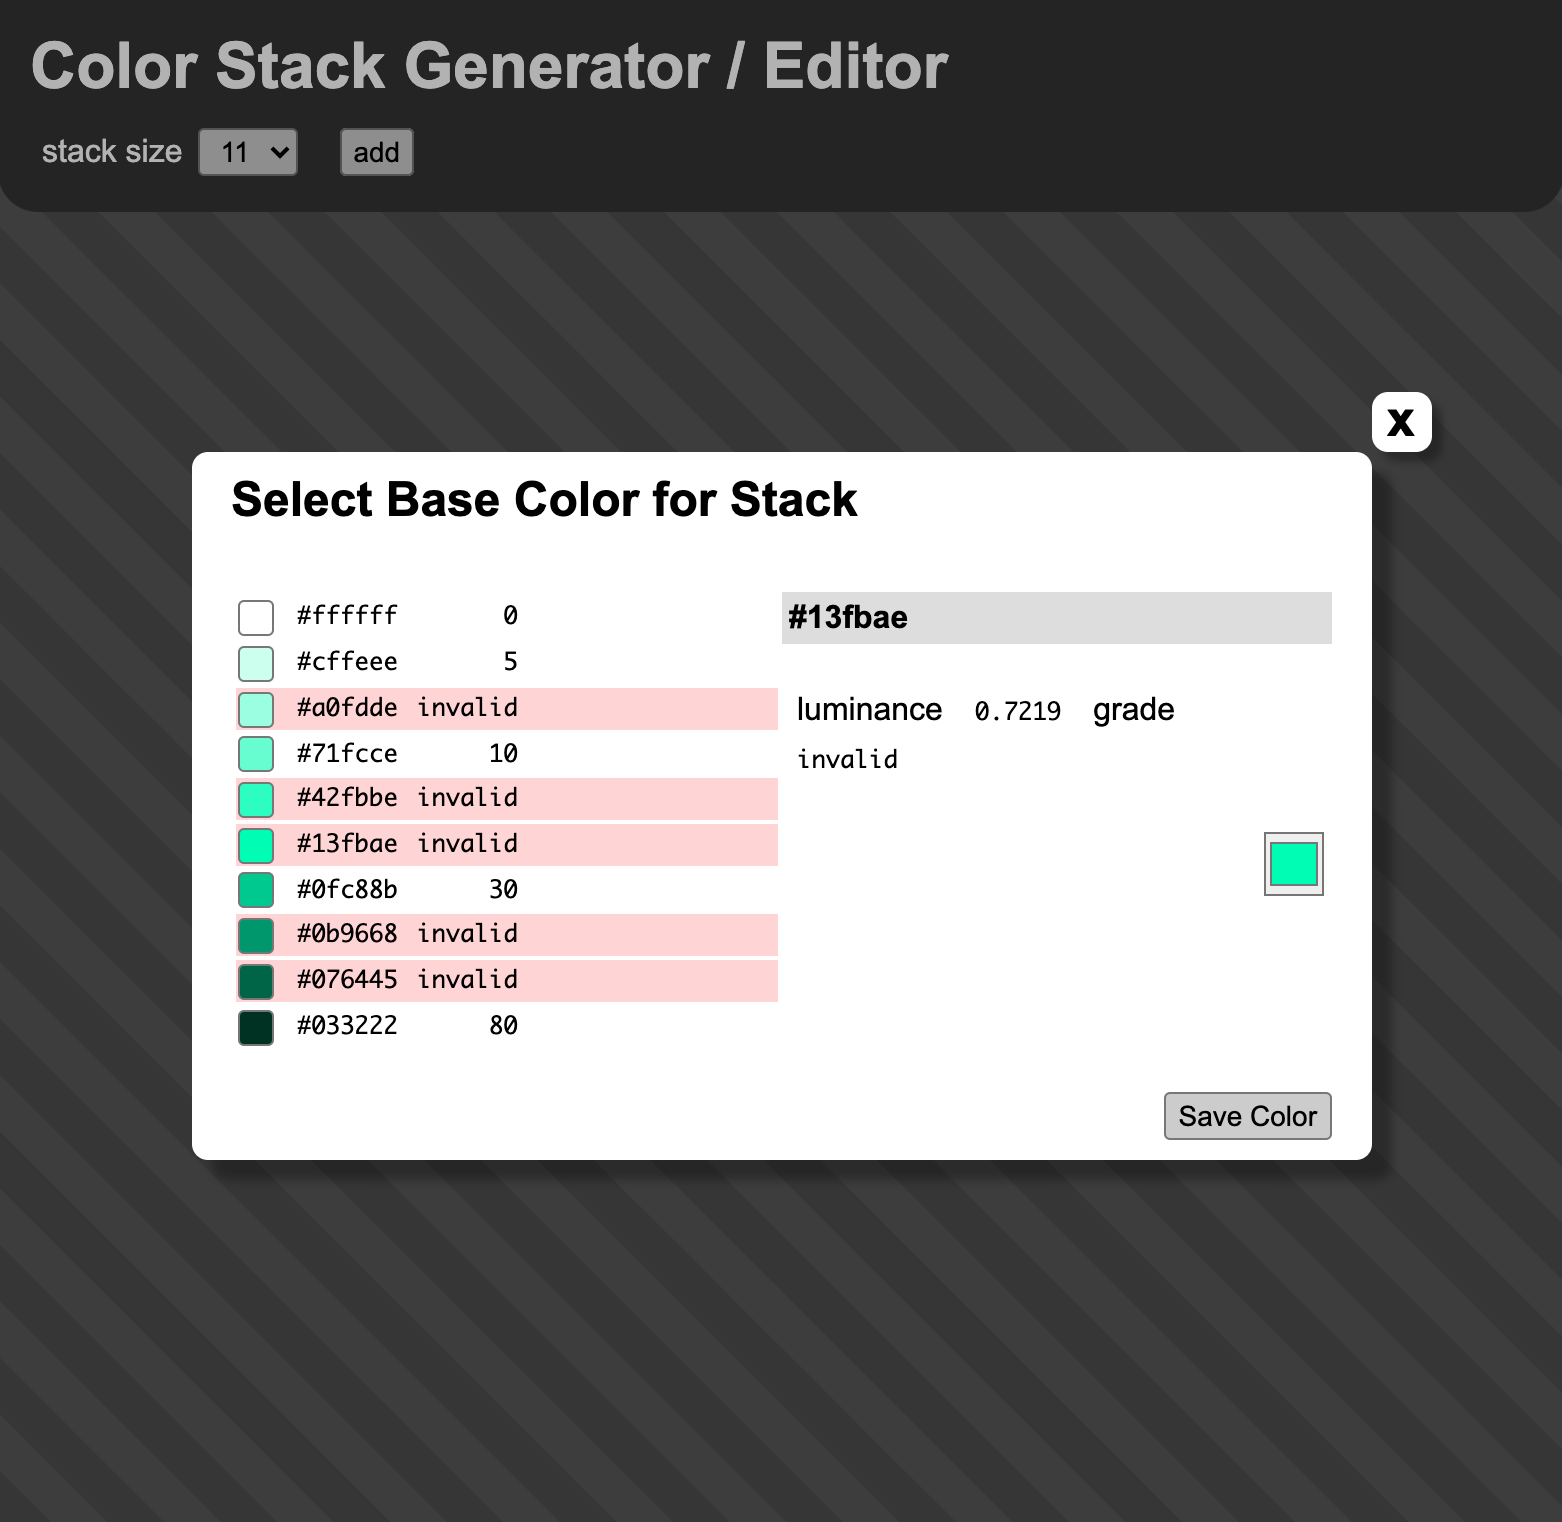 Color Stack Generator / Editor
stack size 11 add
X
Select Base Color for Stack
#ffffff 0
#cffeee 5
#a0fdde invalid
#71fcce 10
#42fbbe invalid
#13fbae invalid
#0fc88b 30
#0b9668 invalid
#076445 invalid
#033222 80
#13fbae
luminance 0.7219 grade
invalid
Save Color